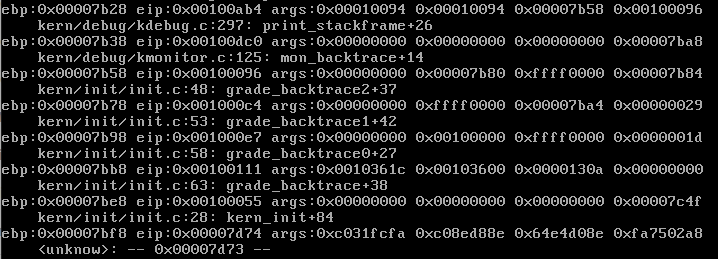 ebp:0x00007b28 eip:0x00100ab4 args:0x00010094 0x00010094 0x00007b58 0x00100096
kern/debug/kdebug.c:297: print_stackframe+26
ebp:0x00007b38 eip:0x00100dc0 args:0x00000000 0x00000000 0x00000000 0x00007ba8
kern/debug/kmonitor.c:125: mon_backtrace+14
ebp:0x00007b58 eip:0x00100096 args:0x00000000 0x00007b80 0xffff0000 0x00007b84
kern/init/init.c:48: grade_backtrace2+37
ebp:0x00007b78 eip:0x001000c4 args:0x00000000 0xffff0000 0x00007ba4 0x00000029
kern/init/init.c:53: grade_backtrace1+42
ebp:0x00007b98 eip:0x001000e7 args:0x00000000 0x00100000 0xffff0000 0x0000001d
kern/init/init.c:58: grade_backtrace0+27
ebp:0x00007bb8 eip:0x00100111 args:0x0010361c 0x00103600 0x0000130a 0x00000000
kern/init/init.c:63: grade_backtrace+38
ebp:0x00007be8 eip:0x00100055 args:0x00000000 0x00000000 0x00000000 0x00007c4f
kern/init/init.c:28: kern_init+84
ebp:0x00007bf8 eip:0x00007d74 args:0xc031fcfa 0xc08ed88e 0x64e4d08e 0xfa7502a8
<unknow>: -- 0x00007d73 --